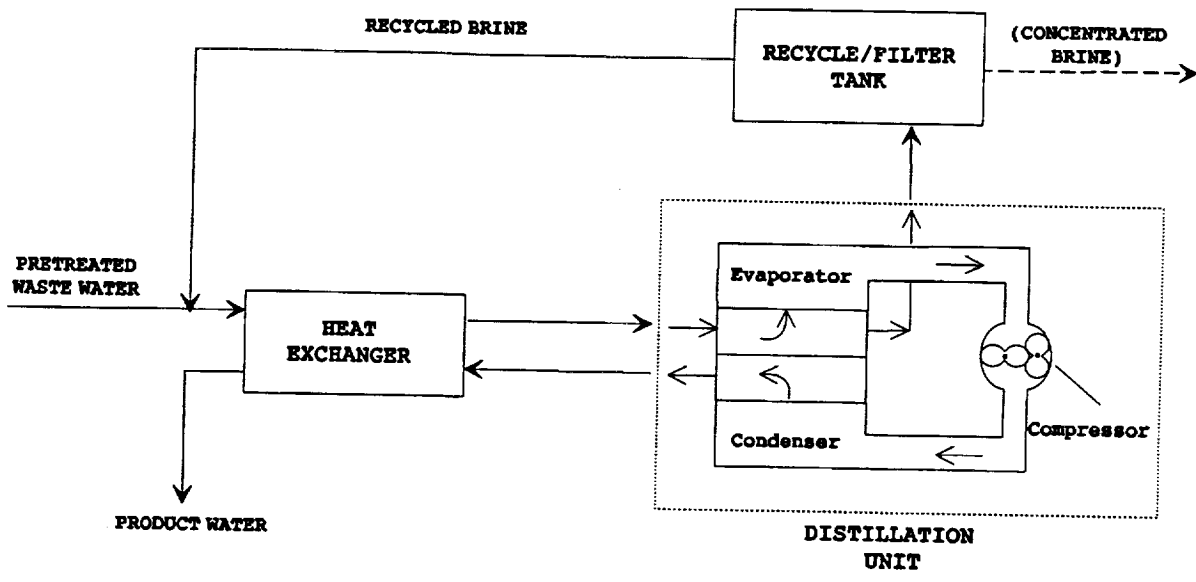 RECYCLED BRINE
RECYCLE/FILTER
TANK
(CONCENTRATED
BRINE)
PRETREATED
WASTE WATER
HEAT
EXCHANGER
Evaporator
Condenser
Compressor
PRODUCT WATER
DISTILLATION
UNIT